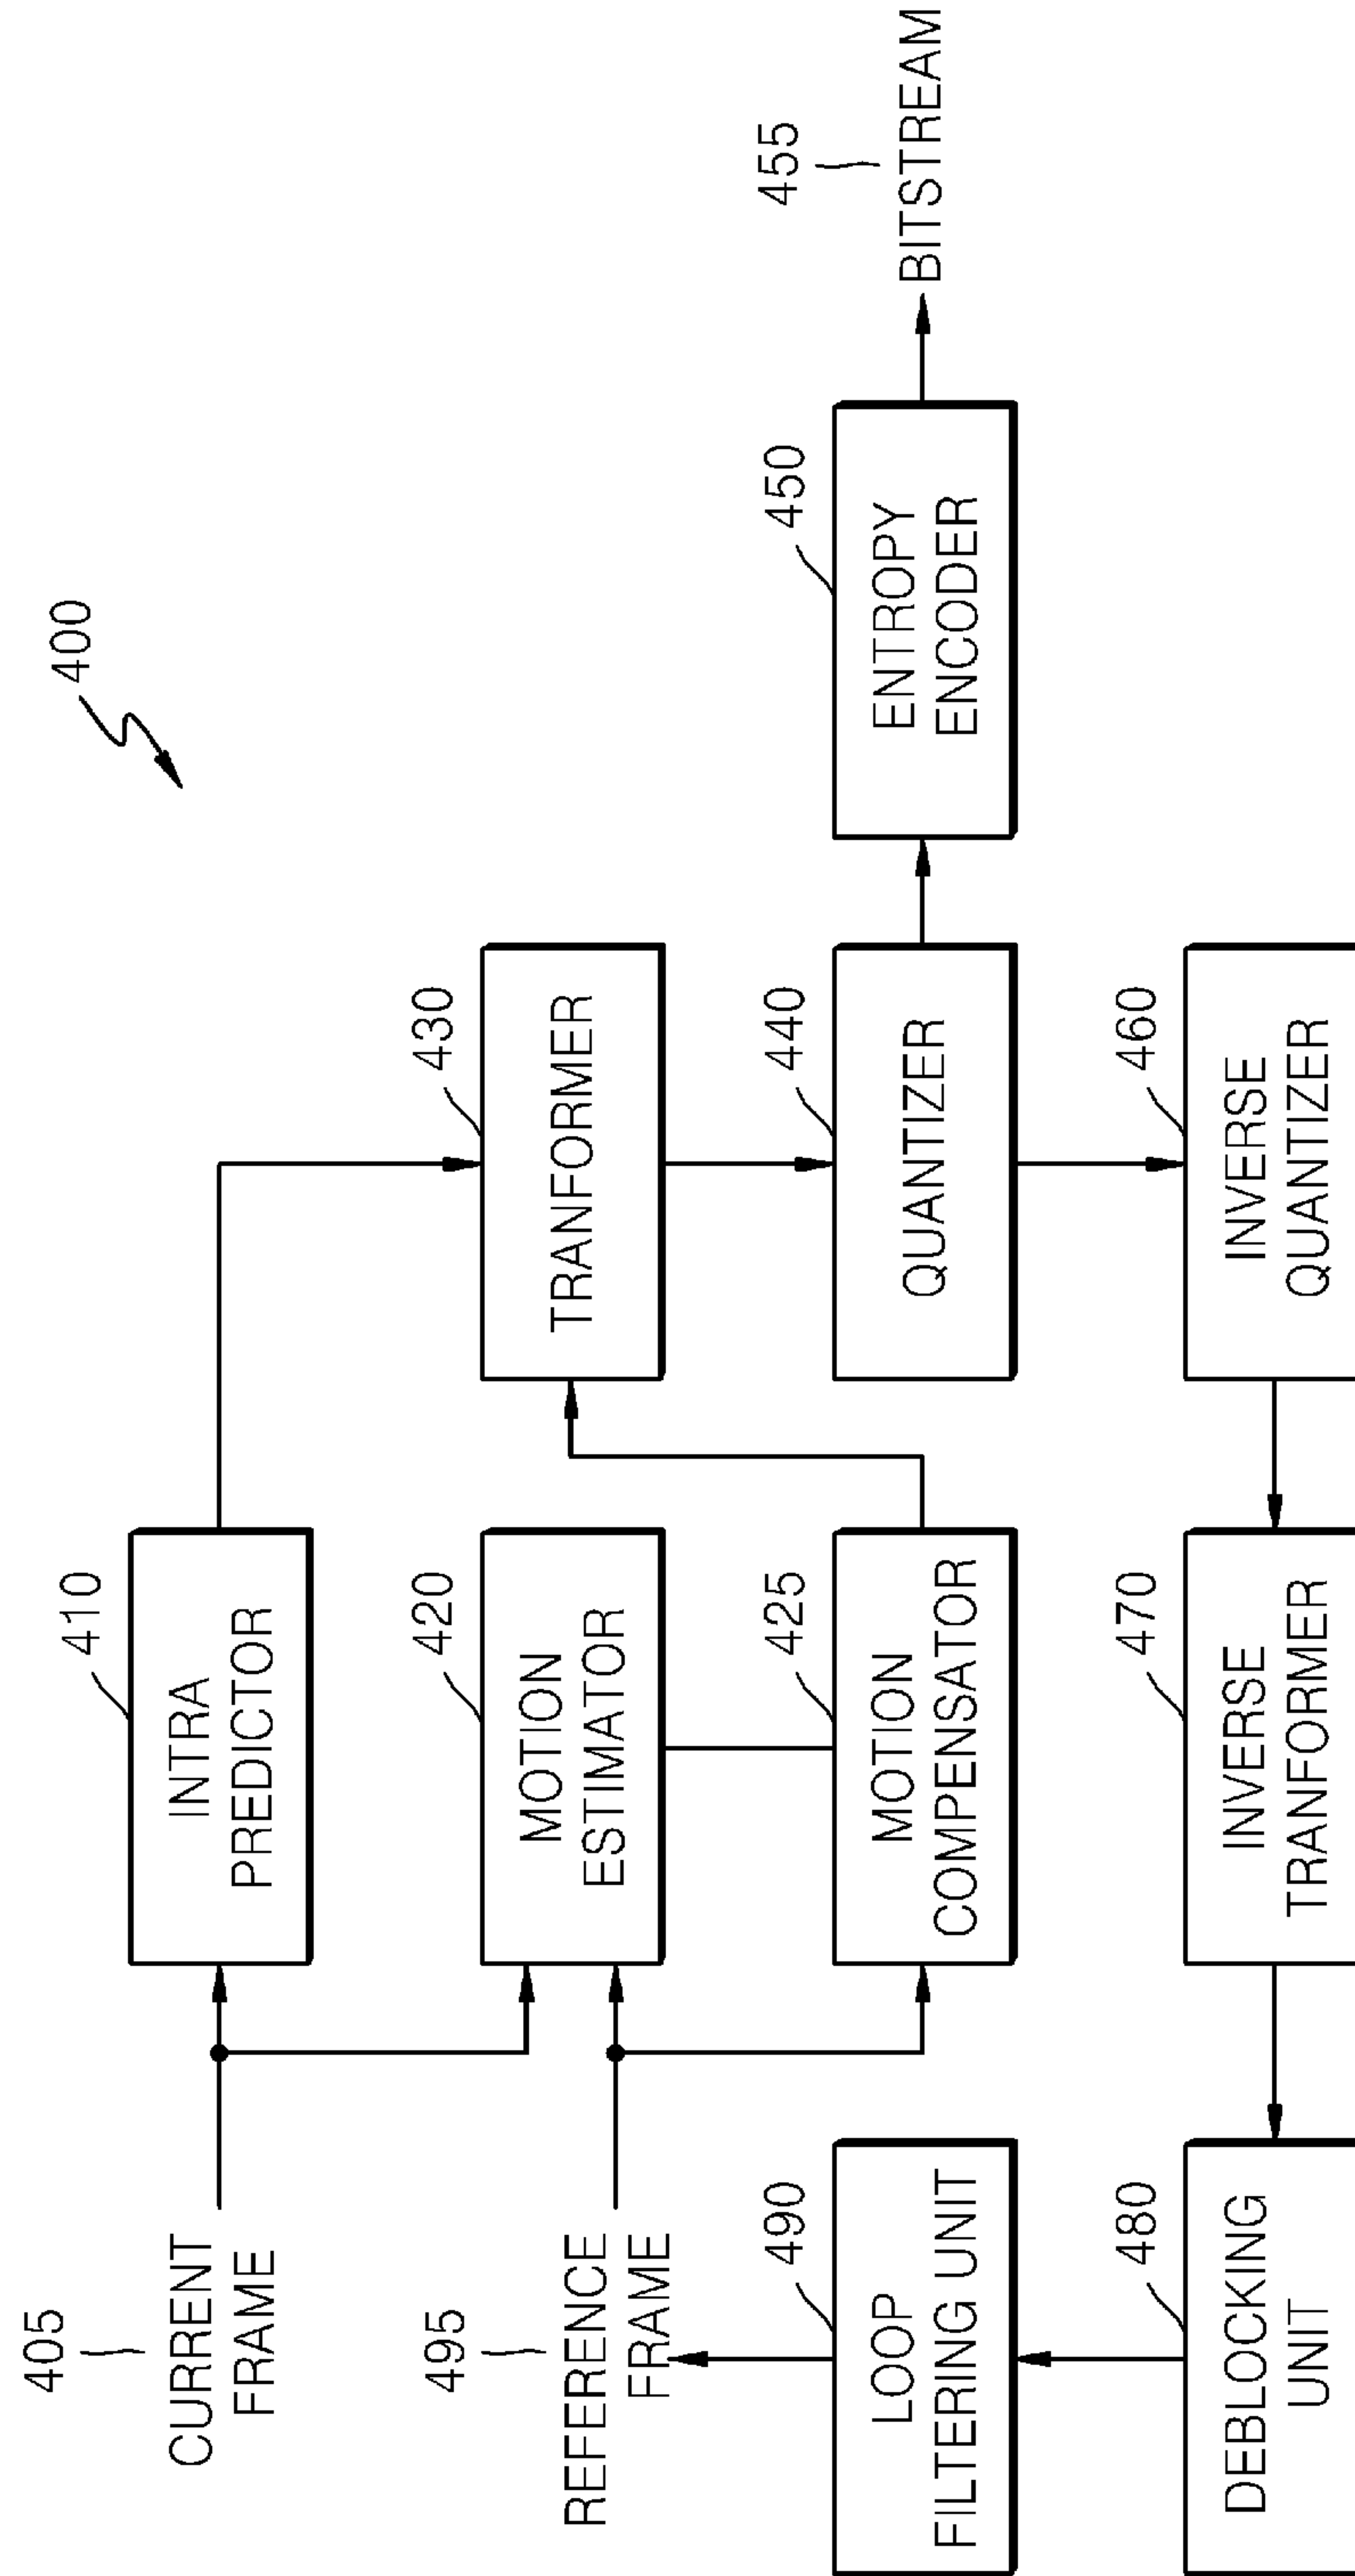 400
405
CURRENT
FRAME
410
INTRA
PREDICTOR
495
REFERENCE
FRAME
420
MOTION
ESTIMATOR
430
TRANFORMER
490
LOOP
FILTERING UNIT
425
MOTION
COMPENSATOR
440
QUANTIZER
450
ENTROPY
ENCODER
455
BITSTREAM
480
DEBLOCKING
UNIT
470
INVERSE
TRANFORMER
460
INVERSE
QUANTIZER